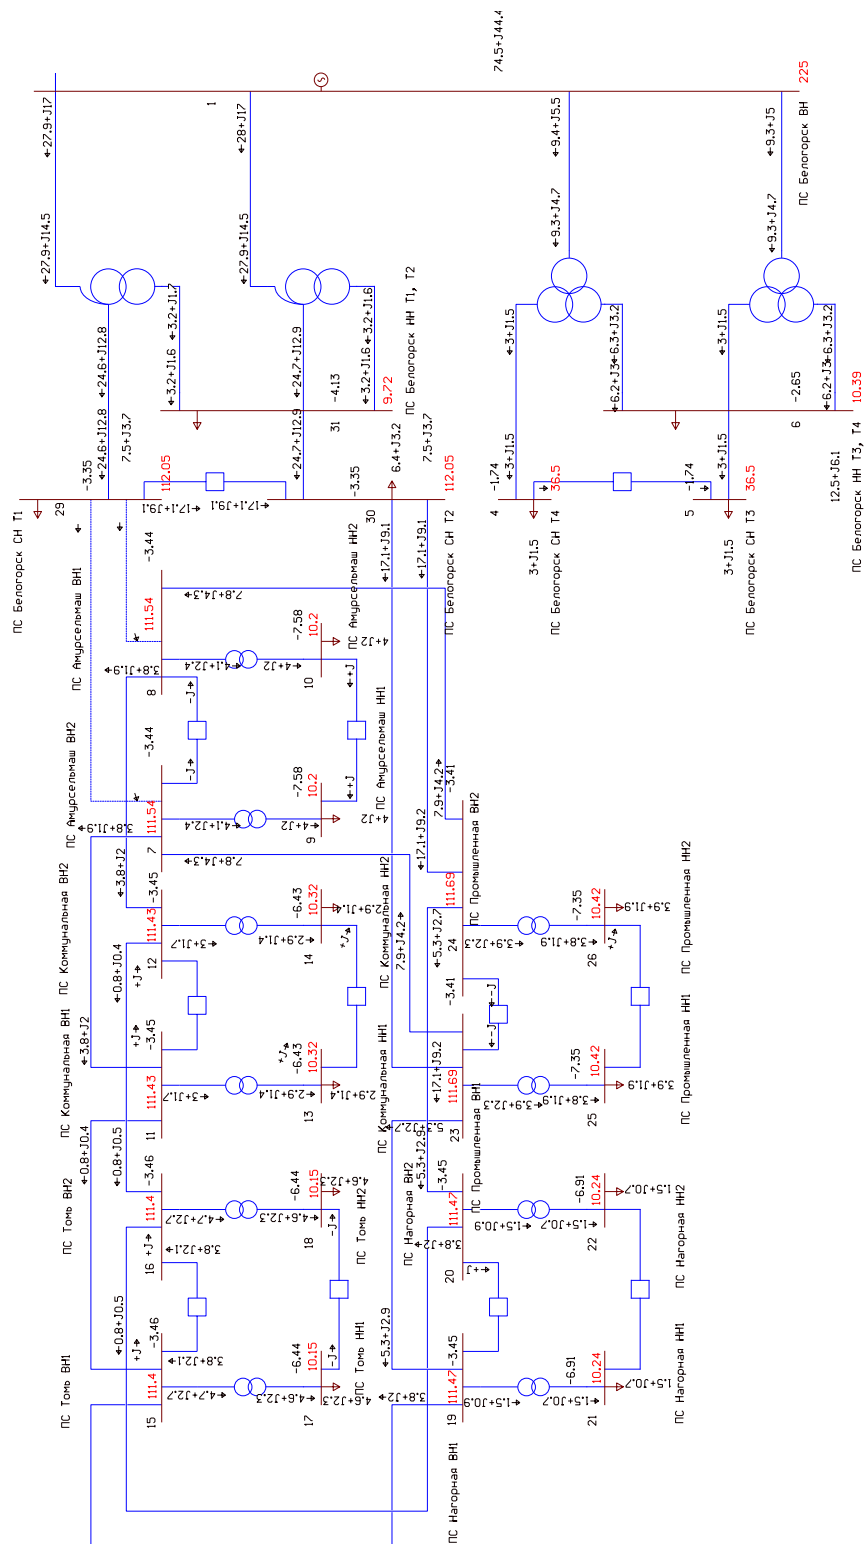 74.5+J44.4
225
ПС Белогорск ВН
1
27.9+J17
28+J17
9.4+J5.5
9.3+J5
27.9+J14.5
27.9+J14.5
9.3+J4.7
9.3+J4.7
3.2+J1.7
3.2+J1.6
3.2+J1.6
3.2+J1.6
24.6+J12.8
24.7+J12.9
24.6+J12.8
24.7+J12.9
3+J1.5
6.3+J3.2
3+J1.5
6.3+J3.2
6.2+J3
6.2+J3
ПС Белогорск НН Т1, Т2
9.72
-4.13
31
-2.65
6
10.39
12.5+J6.1
ПС Белогорск НН Т3, Т4
7.5+J3.7
-3.35
112.05
29
ПС Белогорск СН Т1
17.1+J9.1
17.1+J9.1
6.4+J3.2
7.5+J3.7
-3.35
112.05
30
ПС Белогорск СН Т2
17.1+J9.1
17.1+J9.1
3+J1.5
-1.74
36.5
4
3+J1.5
ПС Белогорск СН Т4
3+J1.5
-1.74
36.5
5
3+J1.5
ПС Белогорск СН Т3
-3.44
111.54
8
ПС Амурсельмаш ВН1
7.8+J4.3
3.8+J1.9
4.1+J2.4
4+J2
-J
-J
-7.58
10.2
10
4+J2
ПС Амурсельмаш НН2
+J
+J
-3.44
111.54
7
ПС Амурсельмаш ВН2
7.8+J4.3
3.8+J1.9
4.1+J2.4
4+J2
-7.58
10.2
9
4+J2
ПС Амурсельмаш НН1
3.8+J2
-3.45
111.43
12
ПС Коммунальная ВН2
0.8+J0.4
3+J1.7
2.9+J1.4
+J
+J
-6.43
10.32
14
2.9+J1.4
ПС Коммунальная НН2
+J
+J
3.8+J2
-3.45
111.43
11
ПС Коммунальная ВН1
0.8+J0.4
3+J1.7
2.9+J1.4
-6.43
10.32
13
2.9+J1.4
ПС Коммунальная НН1
7.9+J4.2
-3.41
111.69
24
ПС Промышленная ВН2
17.1+J9.2
5.3+J2.7
3.9+J2.3
3.8+J1.9
-J
-J
-7.35
10.42
26
3.9+J1.9
+J
ПС Промышленная НН2
7.9+J4.2
-3.41
111.69
23
ПС Промышленная ВН1
17.1+J9.2
5.3+J2.7
3.9+J2.3
3.8+J1.9
-7.35
10.42
25
3.9+J1.9
ПС Промышленная НН1
0.8+J0.5
-3.46
111.4
16
ПС Томь ВН2
3.8+J2.1
4.7+J2.7
4.6+J2.3
+J
+J
-6.44
10.15
18
4.6+J2.3
ПС Томь НН2
-J
-J
0.8+J0.5
-3.46
111.4
15
ПС Томь ВН1
3.8+J2.1
4.7+J2.7
4.6+J2.3
-6.44
10.15
17
4.6+J2.3
ПС Томь НН1
5.3+J2.9
-3.45
111.47
20
ПС Нагорная ВН2
3.8+J2
1.5+J0.9
1.5+J0.7
+J
-6.91
10.24
22
1.5+J0.7
ПС Нагорная НН2
5.3+J2.9
-3.45
111.47
19
ПС Нагорная ВН1
3.8+J2
1.5+J0.9
1.5+J0.7
-6.91
10.24
21
1.5+J0.7
ПС Нагорная НН1